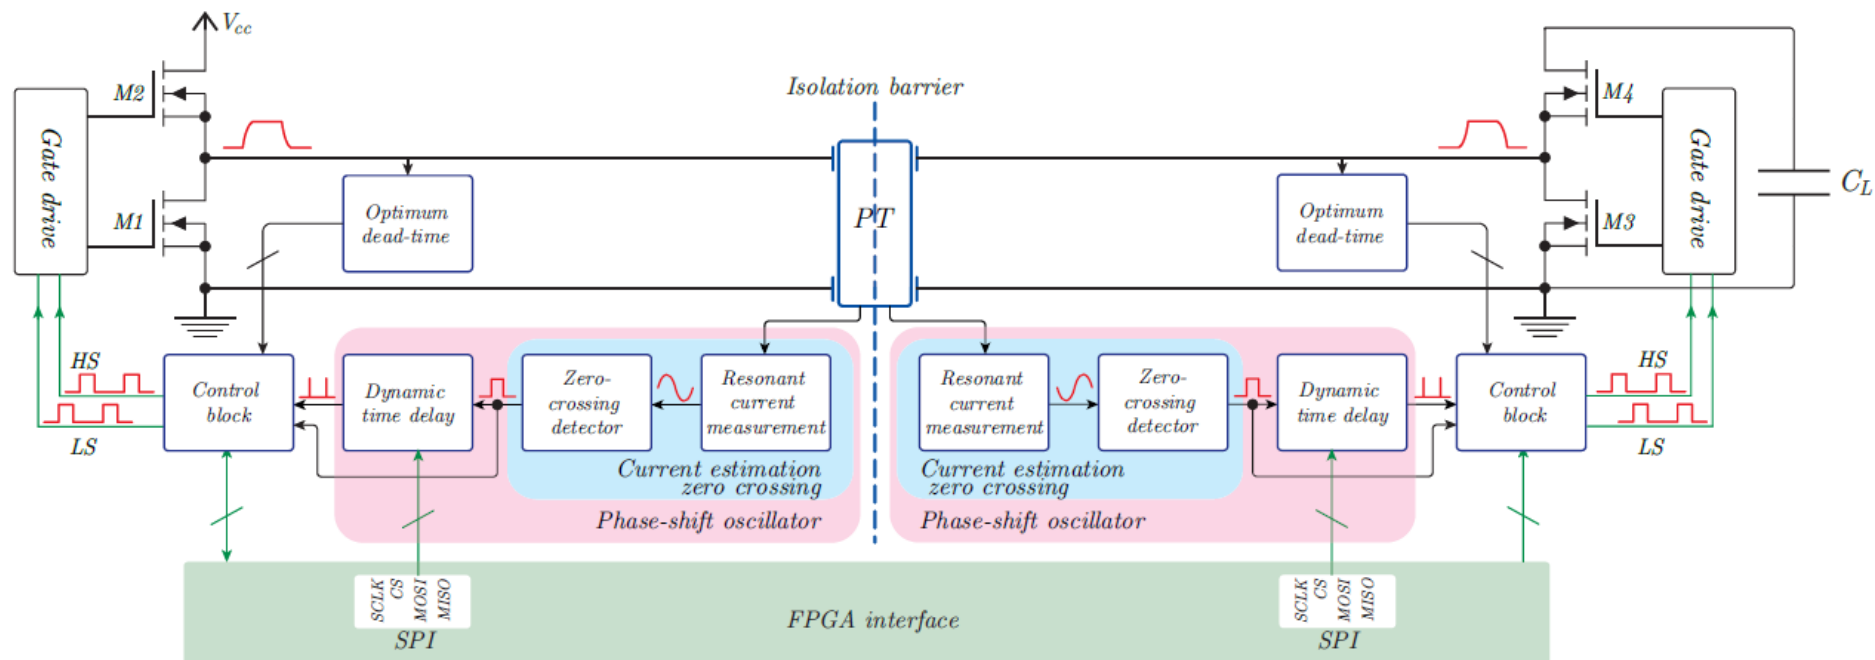 Vcc
M2
Isolation barrier
M4
Gate drive
Gate drive
CL
M1
Optimum
dead-time
PT
Optimum
dead-time
M3
HS
LS
Control
block
Dynamic
time delay
Zero-
crossing
detector
Resonant
current
measurement
Current estimation
zero crossing
Phase-shift oscillator
Resonant
current
measurement
Zero-
crossing
detector
Dynamic
time delay
Control
block
HS
LS
Current estimation
zero crossing
Phase-shift oscillator
SCLK
CS
MOSI
MISO
SPI
FPGA interface
SCLK
CS
MOSI
MISO
SPI